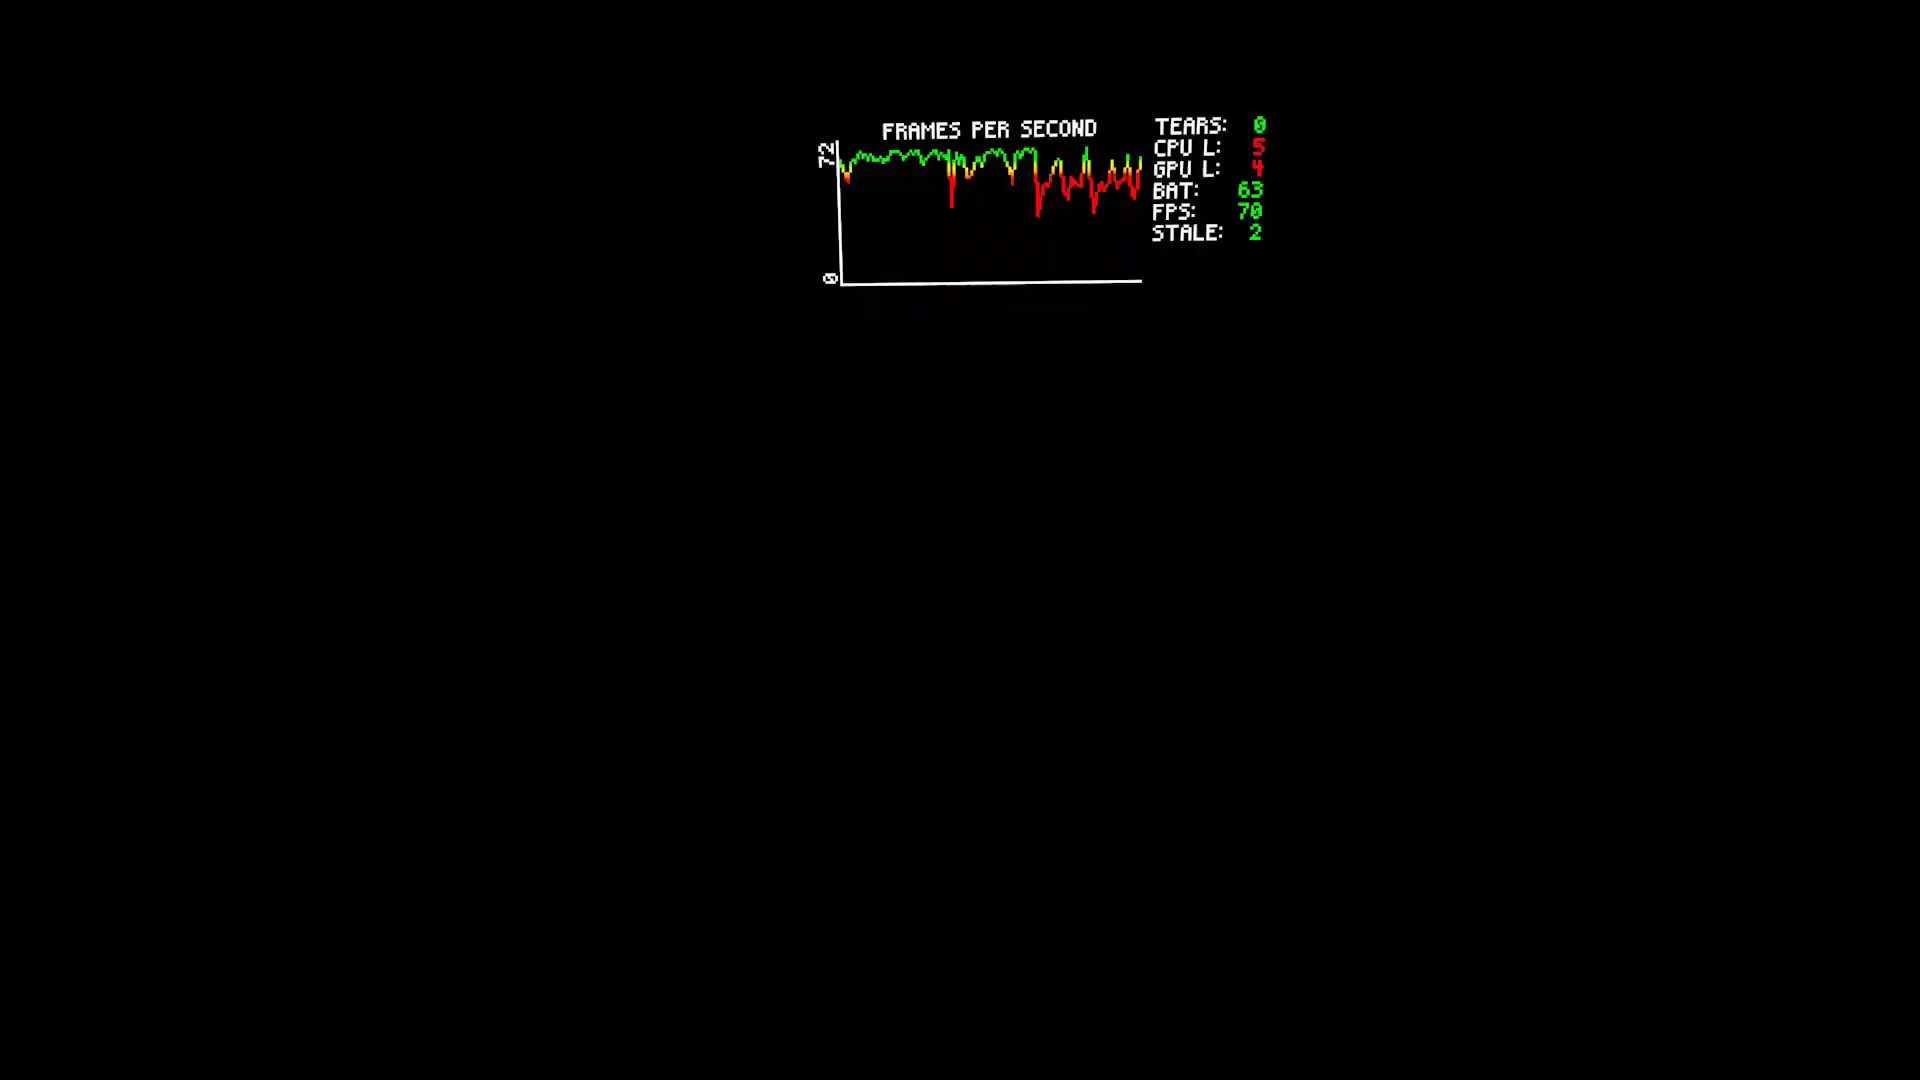 FRAMES PER SECOND
72
0
TEARS: 0
CPU L: 5
GPU L: 4
BAT: 63
FPS: 70
STALE: 2